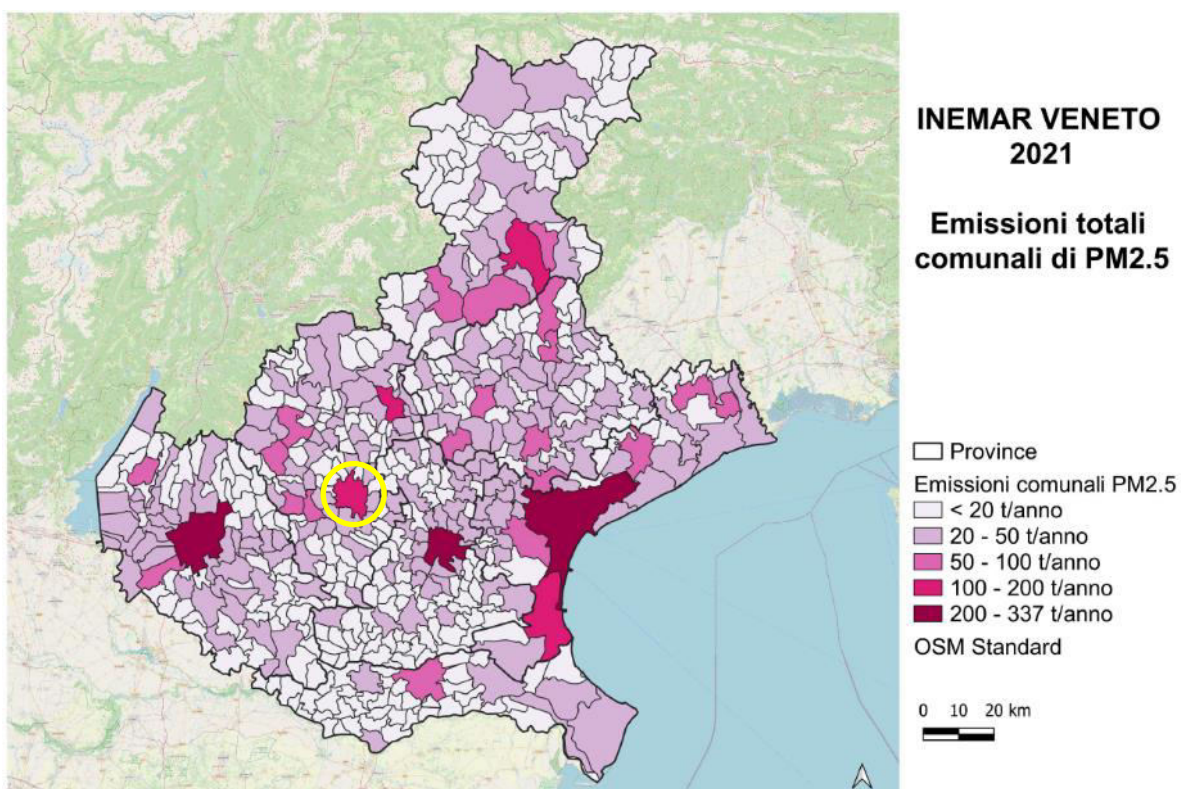 INEMAR VENETO
2021
Emissioni totali
comunali di PM2.5
Province
Emissioni comunali PM2.5
< 20 t/anno
20 - 50 t/anno
50 - 100 t/anno
100 - 200 t/anno
200 - 337 t/anno
OSM Standard
0 10 20 km